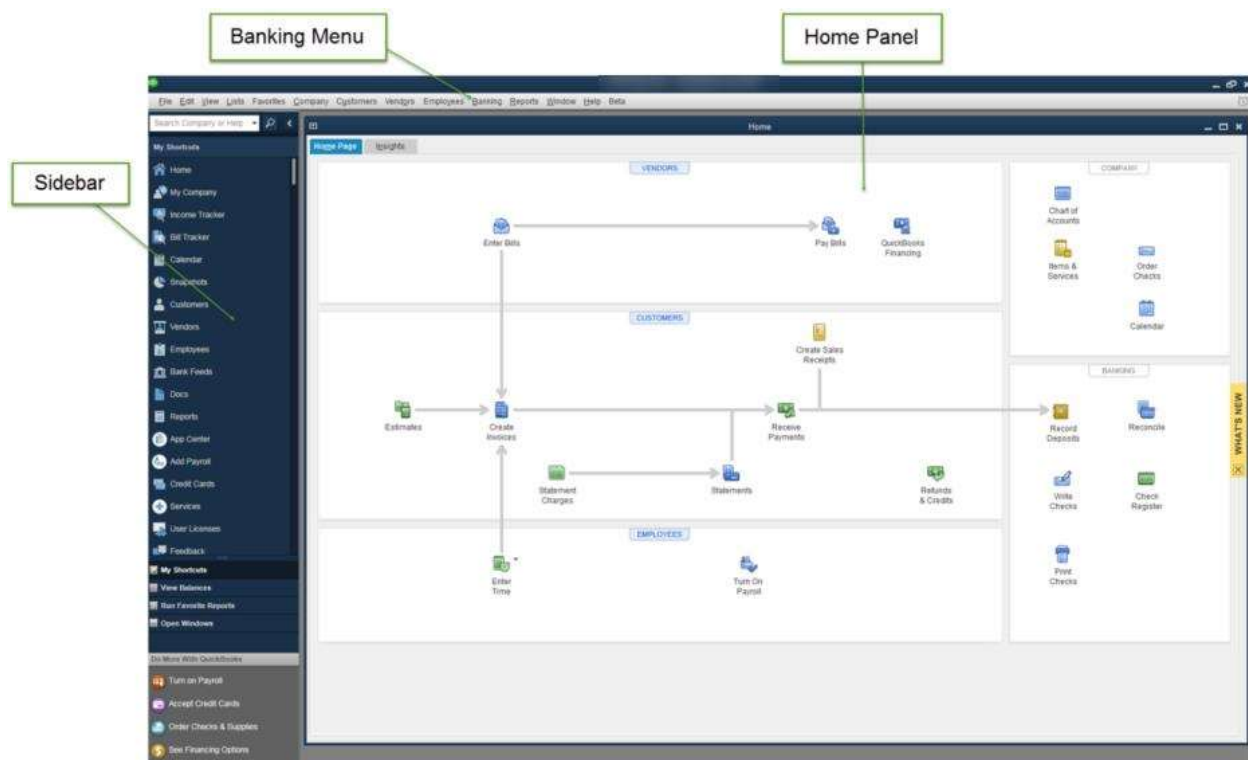 Banking Menu
Home Panel
Sidebar
File Edit View Lists Favorites Company Customers Vendors Employees Banking Reports Window Help Beta
Search Company or Help
My Shortcuts
Home
My Company
Income Tracker
Bill Tracker
Calendar
Snapshots
Customers
Vendors
Employees
Bank Feeds
Docs
Reports
App Center
Add Payroll
Credit Cards
Services
User Licenses
Feedback
My Shortcuts
View Balances
Run Favorite Reports
Open Windows
Do More With QuickBooks
Turn on Payroll
Accept Credit Cards
Order Checks & Supplies
See Financing Options
Home
Home Page Insights
VENDORS
Enter Bills
Pay Bills
QuickBooks
Financing
CUSTOMERS
Create Sales
Receipts
Estimates
Create
Invoices
Receive
Payments
Statement
Charges
Statements
Refunds
& Credits
EMPLOYEES
Enter
Time
Turn On
Payroll
COMPANY
Chart of
Accounts
Items &
Services
Order
Checks
Calendar
BANKING
Record
Deposits
Reconcile
Write
Checks
Check
Register
Print
Checks
WHAT'S NEW